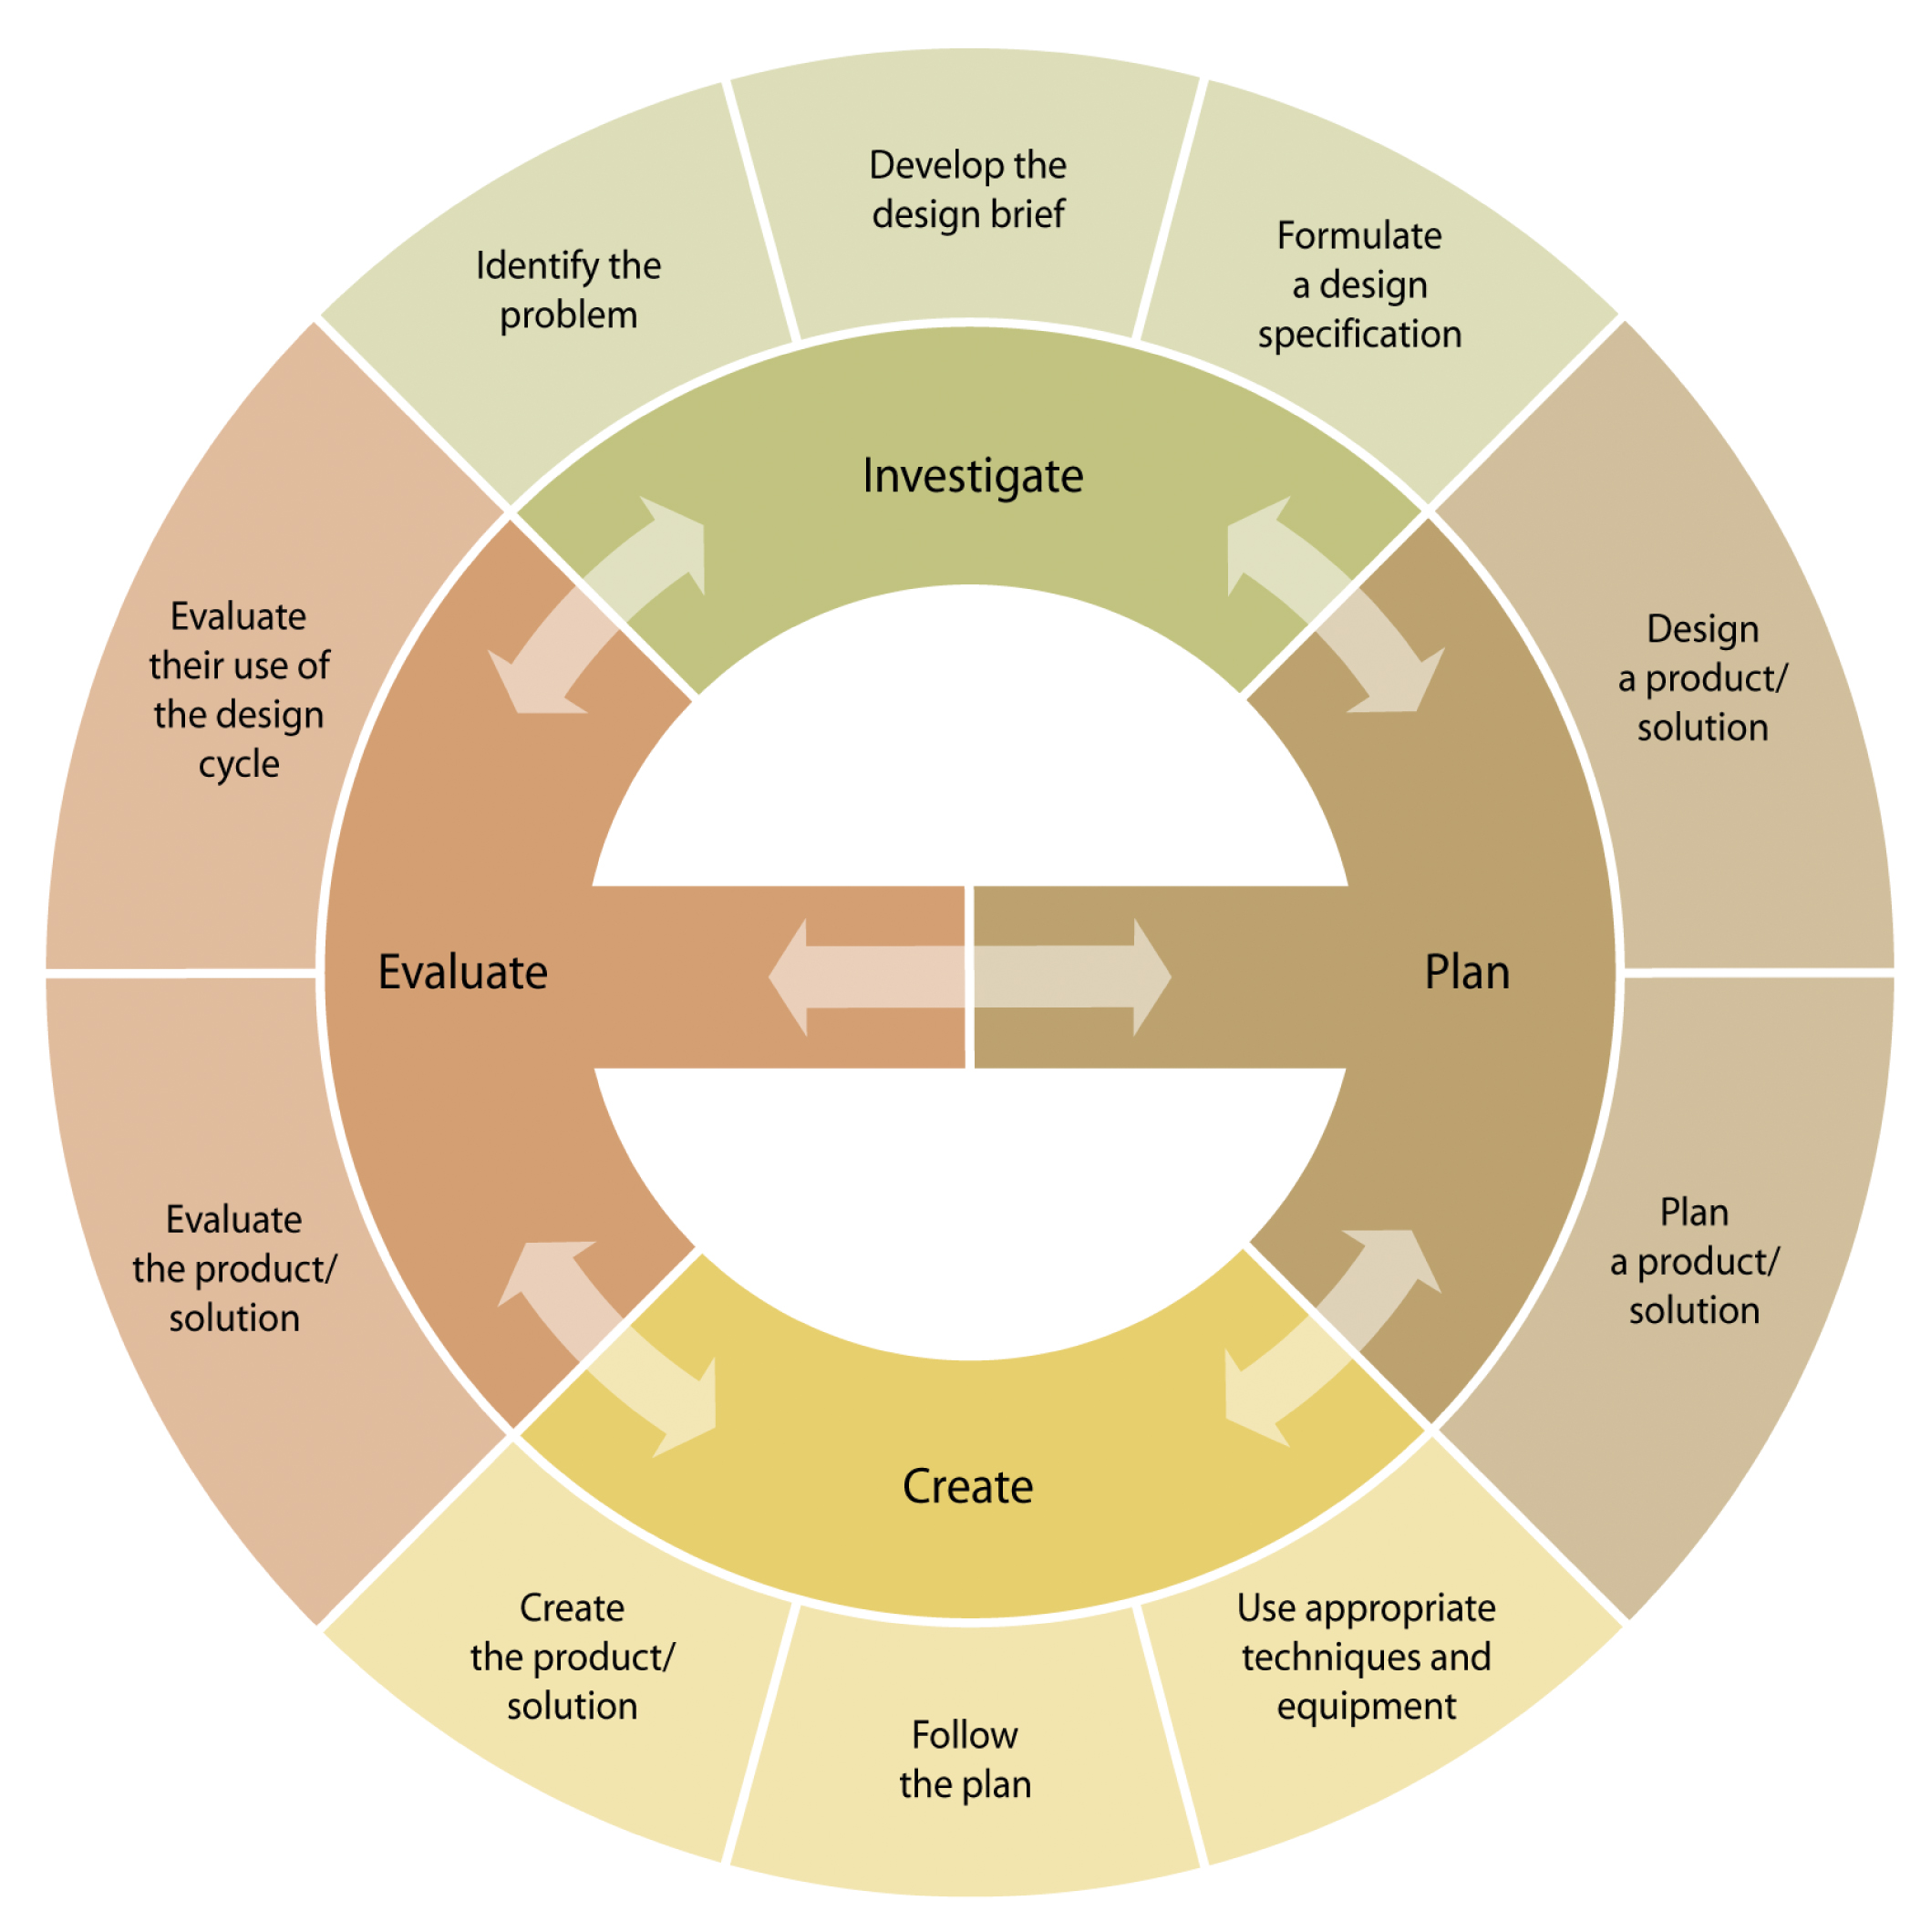 Develop the
design brief
Identify the
problem
Formulate
a design
specification
Investigate
Evaluate
their use of
the design
cycle
Design
a product/
solution
Evaluate
Plan
Evaluate
the product/
solution
Plan
a product/
solution
Create
Create
the product/
solution
Follow
the plan
Use appropriate
techniques and
equipment